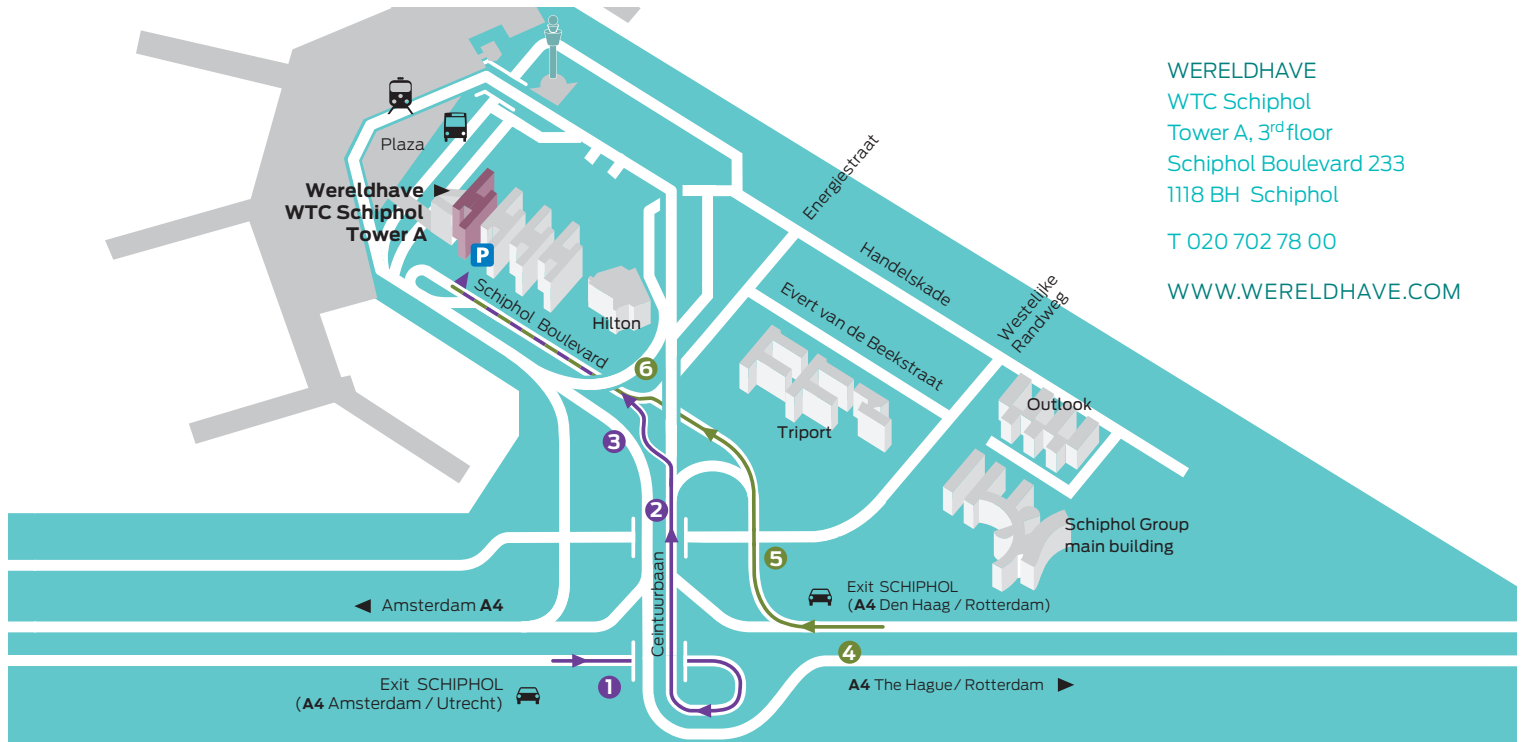 WERELDHAVE
WTC Schiphol
Tower A, 3rd floor
Schiphol Boulevard 233
1118 BH Schiphol
T 020 702 78 00
WWW.WERELDHAVE.COM
Plaza
Wereldhave
WTC Schiphol
Tower A
P
Schiphol Boulevard
Hilton
Energiestraat
Handelskade
Evert van de Beekstraat
Westelijke
Randweg
Triport
Outlook
Schiphol Group
main building
6
3
2
5
Ceintuurbaan
Exit SCHIPHOL
(A4 Den Haag / Rotterdam)
Amsterdam A4
4
1
Exit SCHIPHOL
(A4 Amsterdam / Utrecht)
A4 The Hague/ Rotterdam